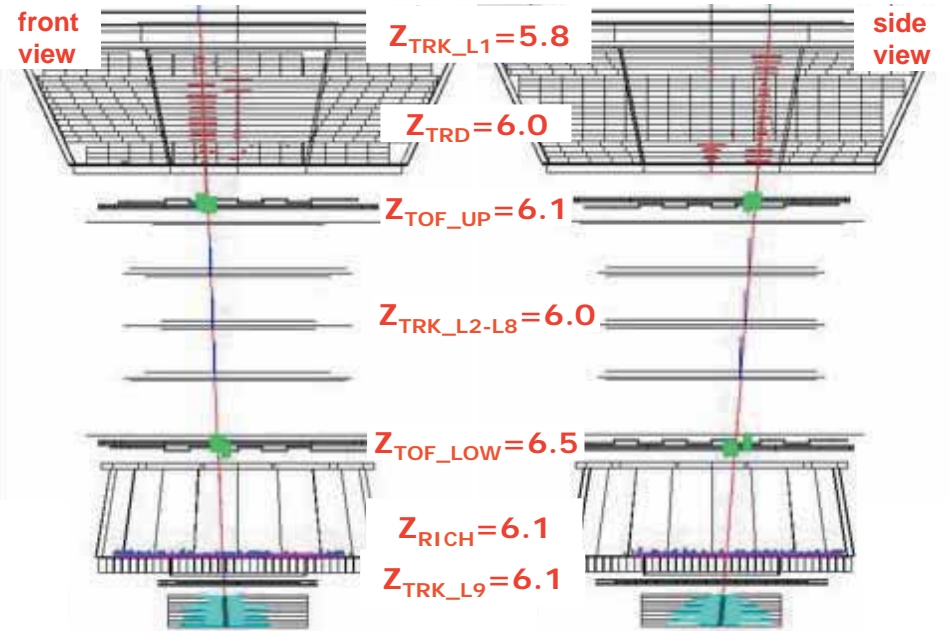 front
view
side
view
Z_TRK_L1=5.8
Z_TRD=6.0
Z_TOF_UP=6.1
Z_TRK_L2-L8=6.0
Z_TOF_LOW=6.5
Z_RICH=6.1
Z_TRK_L9=6.1